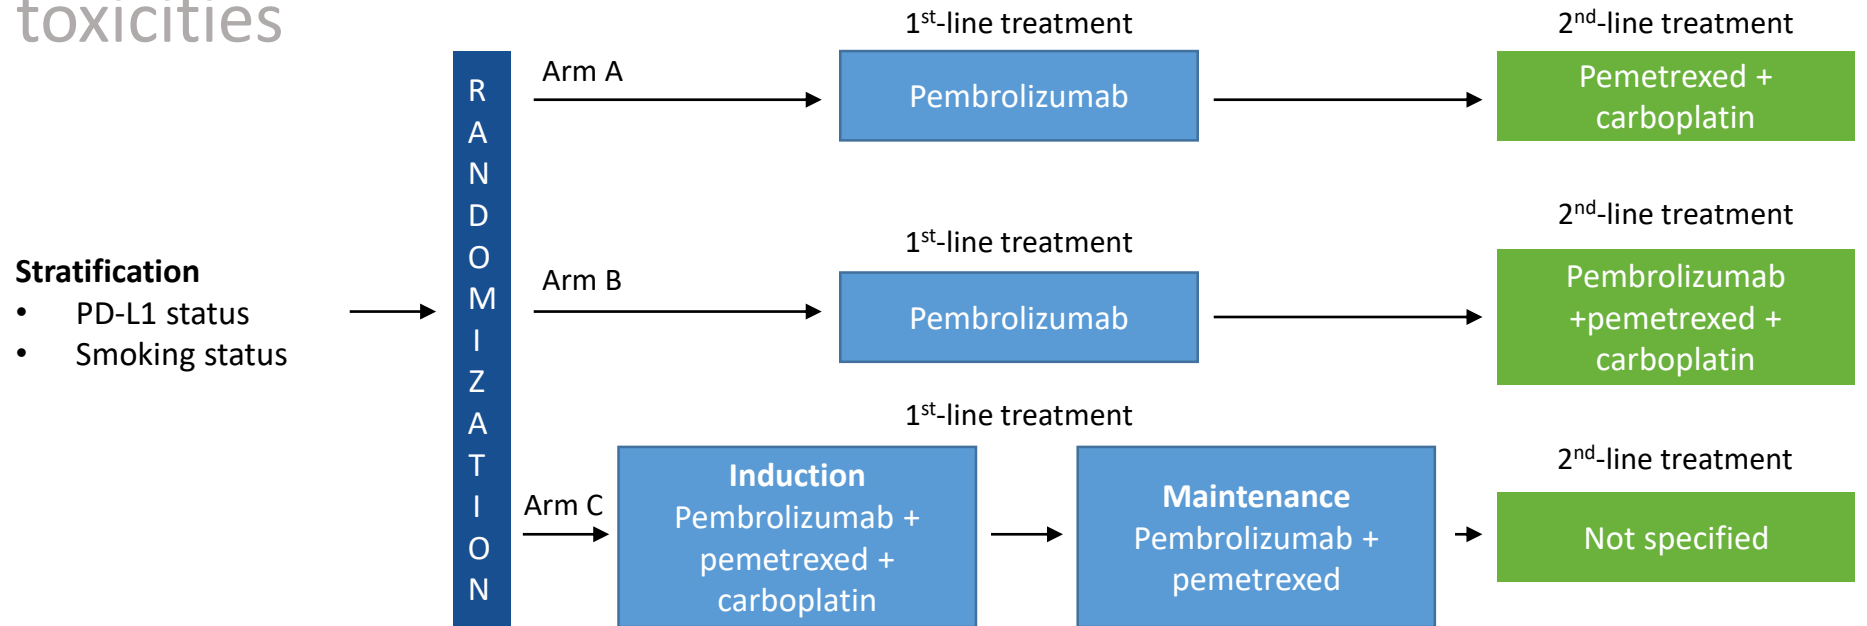 toxicities
Stratification
• PD-L1 status
• Smoking status
RANDOMIZATION
Arm A
1st-line treatment
Pembrolizumab
2nd-line treatment
Pemetrexed +
carboplatin
Arm B
1st-line treatment
Pembrolizumab
2nd-line treatment
Pembrolizumab
+pemetrexed +
carboplatin
Arm C
1st-line treatment
Induction
Pembrolizumab +
pemetrexed +
carboplatin
Maintenance
Pembrolizumab +
pemetrexed
2nd-line treatment
Not specified